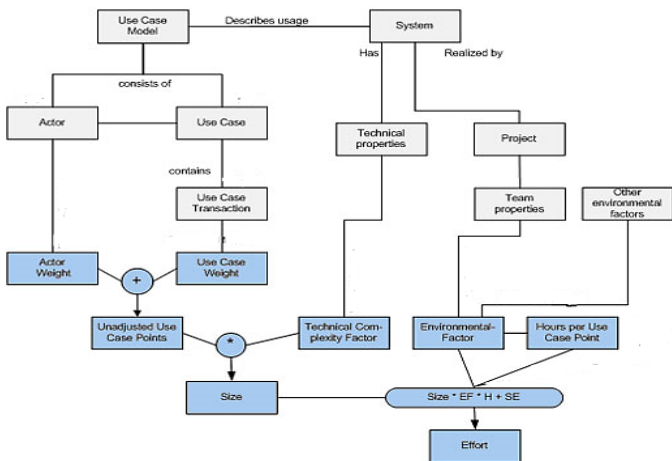 Use Case
Model
Describes usage
System
Has
Realized by
consists of
Actor
Use Case
Technical
properties
Project
contains
Use Case
Transaction
Team
properties
Other
environmental
factors
Actor
Weight
+
Use Case
Weight
Unadjusted Use
Case Points
*
Technical Com-
plexity Factor
Environmental-
Factor
Hours per Use
Case Point
Size
Size * EF * H + SE
Effort